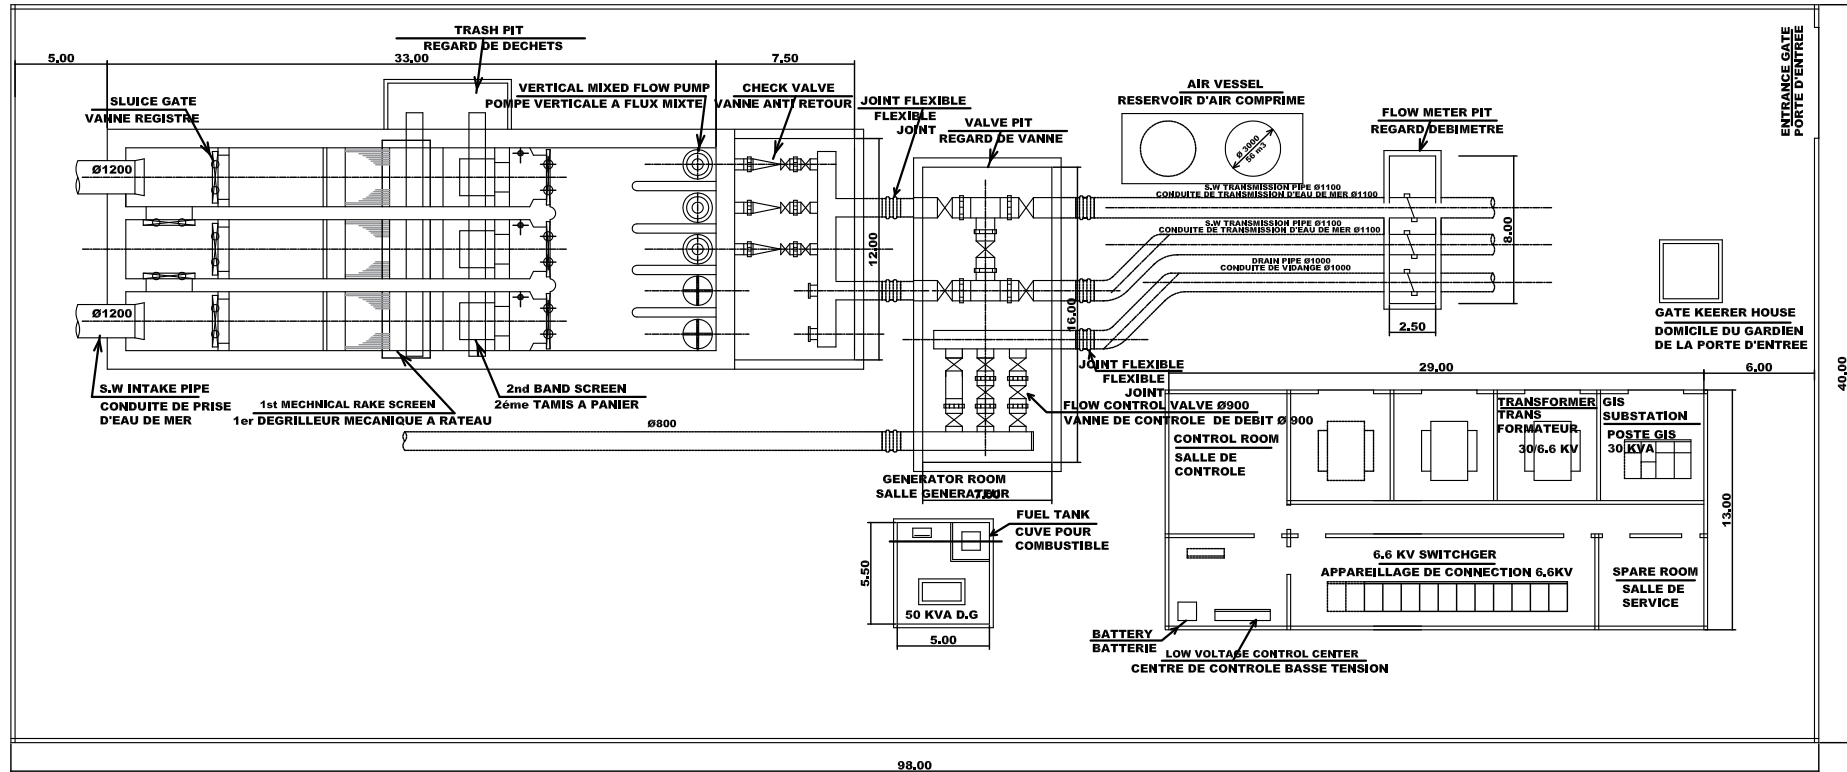 TRASH PIT
REGARD DE DECHETS
5.00
33.00
7.50
SLUICE GATE
VANNE REGISTRE
VERTICAL MIXED FLOW PUMP
POMPE VERTICALE A FLUX MIXTE
CHECK VALVE
VANNE ANTI RETOUR
JOINT FLEXIBLE
FLEXIBLE
JOINT
VALVE PIT
REGARD DE VANNE
AIR VESSEL
RESERVOIR D'AIR COMPRIME
Ø 3000
56 m3
FLOW METER PIT
REGARD DEBIMETRE
ENTRANCE GATE
PORTE D'ENTREE
Ø1200
S.W TRANSMISSION PIPE Ø1100
CONDUITE DE TRANSMISSION D'EAU DE MER Ø1100
S.W TRANSMISSION PIPE Ø1100
CONDUITE DE TRANSMISSION D'EAU DE MER Ø1100
DRAIN PIPE Ø1000
CONDUITE DE VIDANGE Ø1000
12.00
16.00
8.00
2.50
Ø1200
GATE KEERER HOUSE
DOMICILE DU GARDIEN
DE LA PORTE D'ENTREE
S.W INTAKE PIPE
CONDUITE DE PRISE
D'EAU DE MER
1st MECHNICAL RAKE SCREEN
1er DEGRILLEUR MECANIQUE A RATEAU
2nd BAND SCREEN
2éme TAMIS A PANIER
Ø800
JOINT FLEXIBLE
FLEXIBLE
JOINT
FLOW CONTROL VALVE Ø900
VANNE DE CONTROLE DE DEBIT Ø 900
29.00
6.00
40.00
CONTROL ROOM
SALLE DE
CONTROLE
TRANSFORMER
TRANS
FORMATEUR
30/6.6 KV
GIS
SUBSTATION
POSTE GIS
30 KVA
13.00
GENERATOR ROOM
SALLE GENERATEUR
7.00
FUEL TANK
CUVE POUR
COMBUSTIBLE
5.50
50 KVA D.G
5.00
6.6 KV SWITCHGER
APPAREILLAGE DE CONNECTION 6.6KV
SPARE ROOM
SALLE DE
SERVICE
BATTERY
BATTERIE
LOW VOLTAGE CONTROL CENTER
CENTRE DE CONTROLE BASSE TENSION
98.00